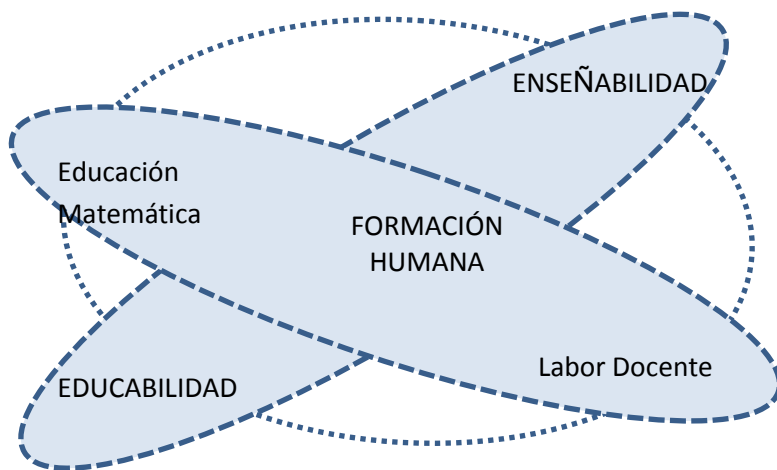 ENSEÑABILIDAD
Educación
Matemática
FORMACIÓN
HUMANA
Labor Docente
EDUCABILIDAD